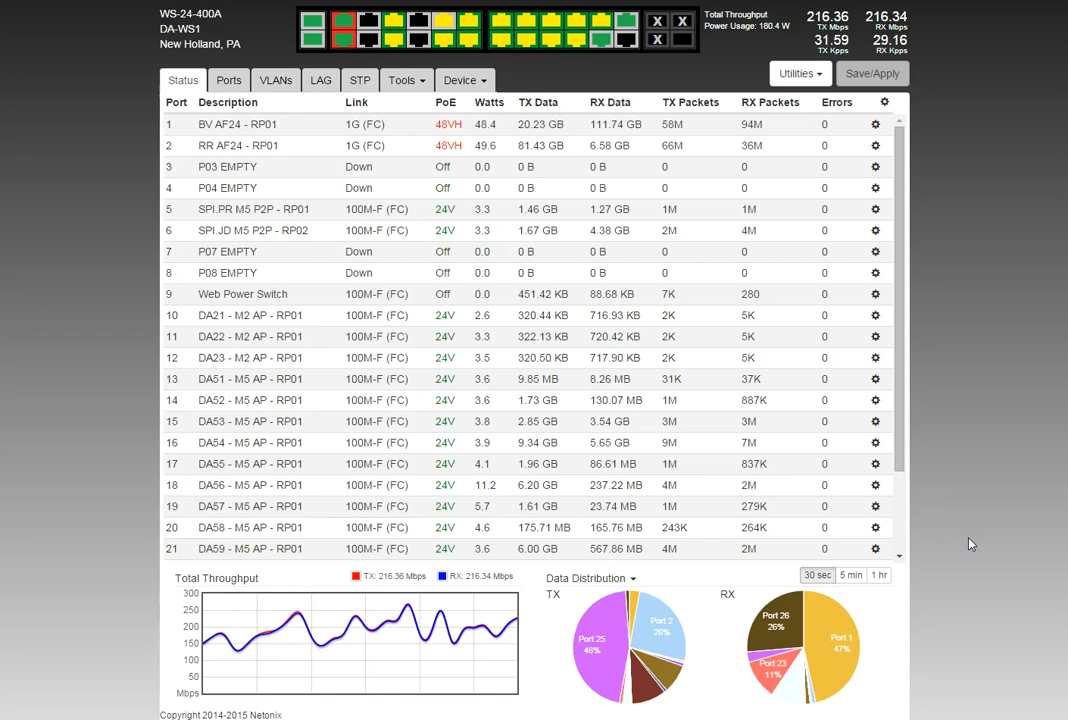 WS-24-400A
DA-WS1
New Holland, PA
X X
X
Total Throughput
Power Usage: 180.4 W
216.36 216.34
TX Mbps RX Mbps
31.59 29.16
TX Kpps RX Kpps
Status Ports VLANs LAG STP Tools Device Utilities Save/Apply
Port Description Link PoE Watts TX Data RX Data TX Packets RX Packets Errors
1 BV AF24 - RP01 1G (FC) 48VH 48.4 20.23 GB 111.74 GB 58M 94M 0
2 RR AF24 - RP01 1G (FC) 48VH 49.6 81.43 GB 6.58 GB 66M 36M 0
3 P03 EMPTY Down Off 0.0 0 B 0 B 0 0 0
4 P04 EMPTY Down Off 0.0 0 B 0 B 0 0 0
5 SPI.PR M5 P2P - RP01 100M-F (FC) 24V 3.3 1.46 GB 1.27 GB 1M 1M 0
6 SPI.JD M5 P2P - RP02 100M-F (FC) 24V 3.3 1.67 GB 4.38 GB 2M 4M 0
7 P07 EMPTY Down Off 0.0 0 B 0 B 0 0 0
8 P08 EMPTY Down Off 0.0 0 B 0 B 0 0 0
9 Web Power Switch 100M-F (FC) Off 0.0 451.42 KB 88.68 KB 7K 280 0
10 DA21 - M2 AP - RP01 100M-F (FC) 24V 2.6 320.44 KB 716.93 KB 2K 5K 0
11 DA22 - M2 AP - RP01 100M-F (FC) 24V 3.6 322.13 KB 720.42 KB 2K 5K 0
12 DA23 - M2 AP - RP01 100M-F (FC) 24V 3.5 320.50 KB 717.90 KB 2K 5K 0
13 DA51 - M5 AP - RP01 100M-F (FC) 24V 3.6 9.85 MB 8.26 MB 31K 37K 0
14 DA52 - M5 AP - RP01 100M-F (FC) 24V 3.6 1.73 GB 130.07 MB 1M 887K 0
15 DA53 - M5 AP - RP01 100M-F (FC) 24V 3.8 2.85 GB 3.54 GB 3M 3M 0
16 DA54 - M5 AP - RP01 100M-F (FC) 24V 3.9 9.34 GB 5.65 GB 9M 7M 0
17 DA55 - M5 AP - RP01 100M-F (FC) 24V 4.1 1.96 GB 86.61 MB 1M 837K 0
18 DA56 - M5 AP - RP01 100M-F (FC) 24V 11.2 6.20 GB 237.22 MB 4M 2M 0
19 DA57 - M5 AP - RP01 100M-F (FC) 24V 5.7 1.61 GB 23.74 MB 1M 279K 0
20 DA58 - M5 AP - RP01 100M-F (FC) 24V 4.6 175.71 MB 165.76 MB 243K 264K 0
21 DA59 - M5 AP - RP01 100M-F (FC) 24V 3.6 6.00 GB 567.86 MB 4M 2M 0
Total Throughput TX: 216.36 Mbps RX: 216.34 Mbps
300
250
200
150
100
50
Mbps
Data Distribution 30 sec 5 min 1 hr
TX
Port 2
26%
Port 25
46%
RX
Port 26
26%
Port 1
47%
Port 23
11%
Copyright 2014-2015 Netonix